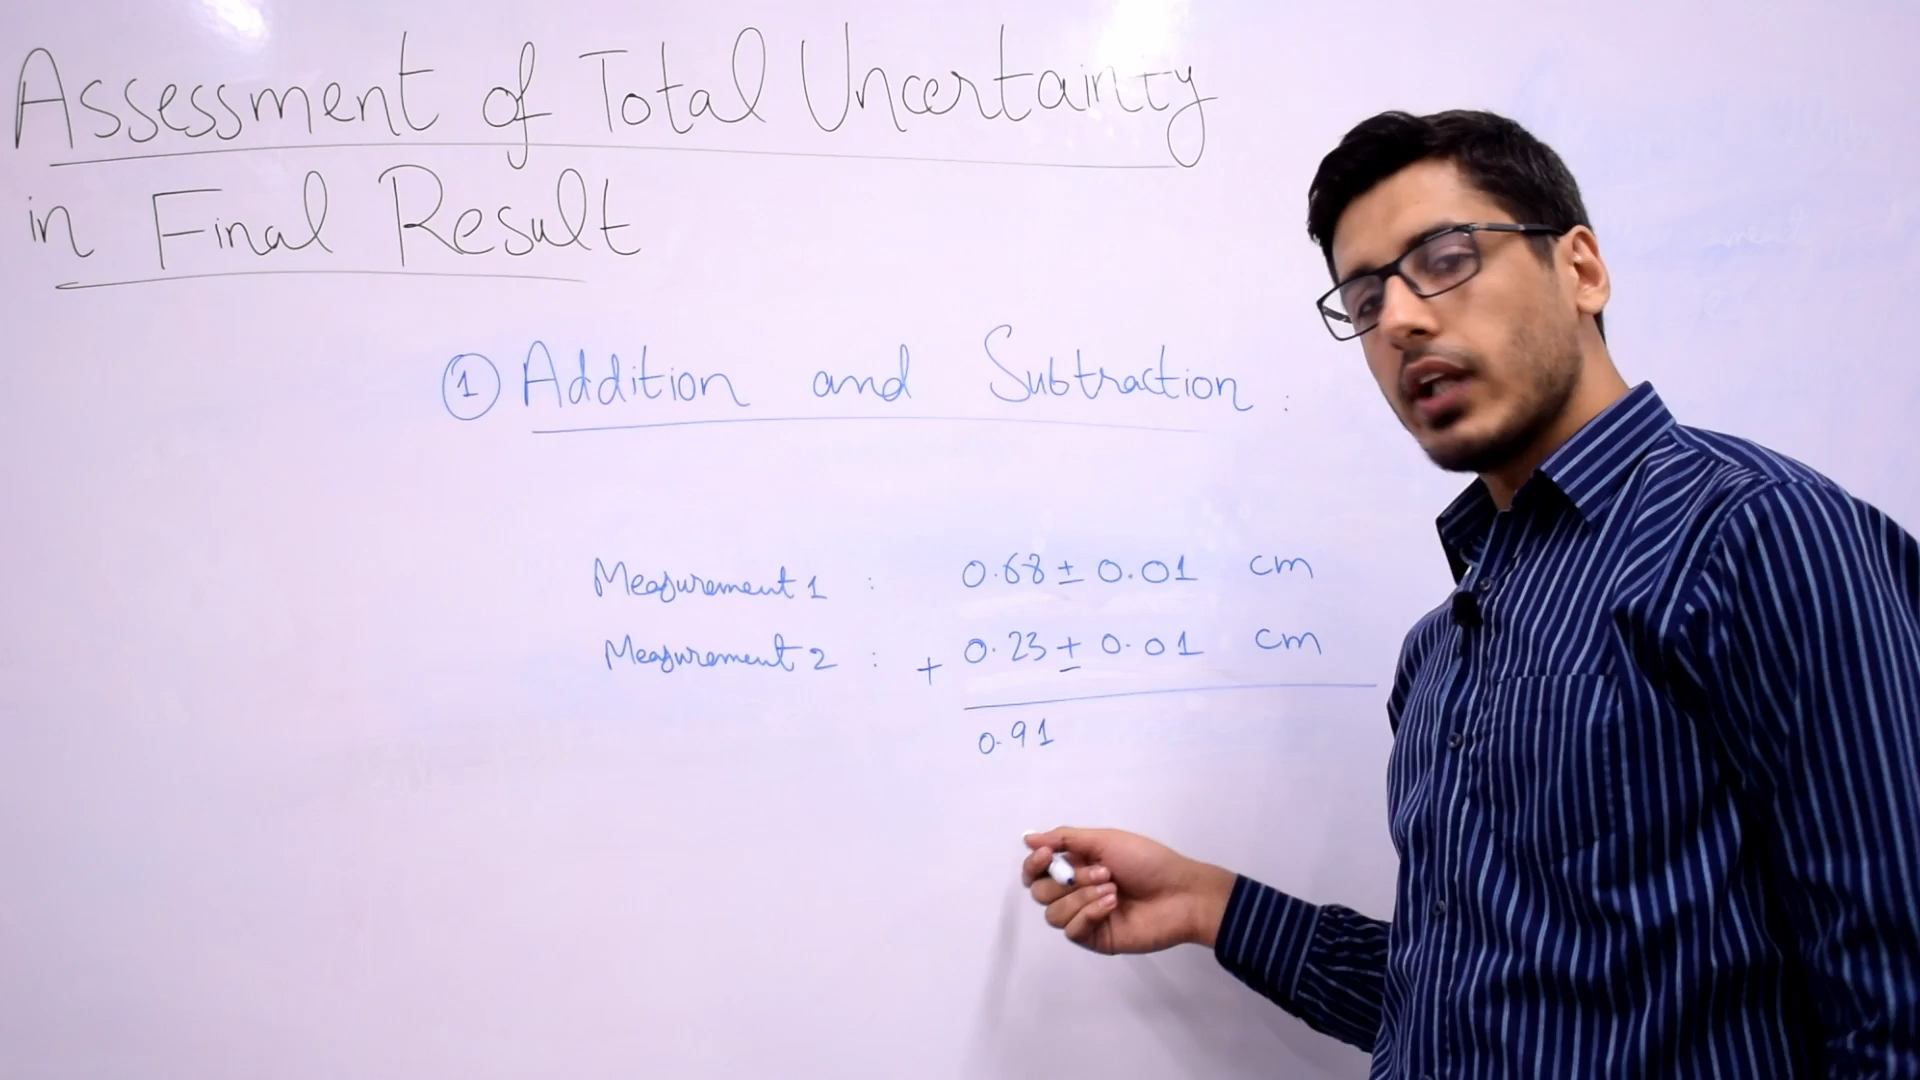 Assessment of Total Uncertainty
in Final Result
① Addition and Subtraction :
Measurement 1 : 0.68 ± 0.01 cm
Measurement 2 : + 0.23 ± 0.01 cm
0.91